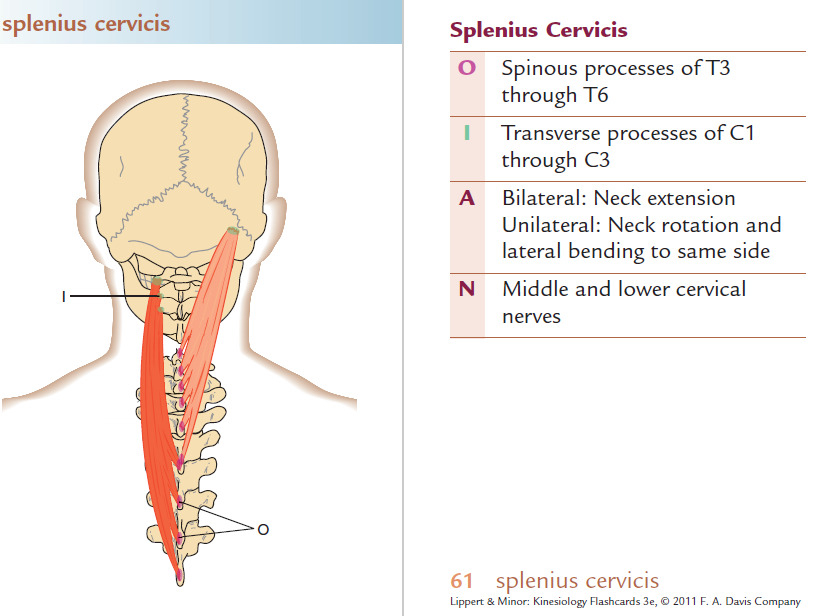 splenius cervicis
I
O
Splenius Cervicis
O Spinous processes of T3
through T6
I Transverse processes of C1
through C3
A Bilateral: Neck extension
Unilateral: Neck rotation and
lateral bending to same side
N Middle and lower cervical
nerves
61 splenius cervicis
Lippert & Minor: Kinesiology Flashcards 3e, © 2011 F. A. Davis Company